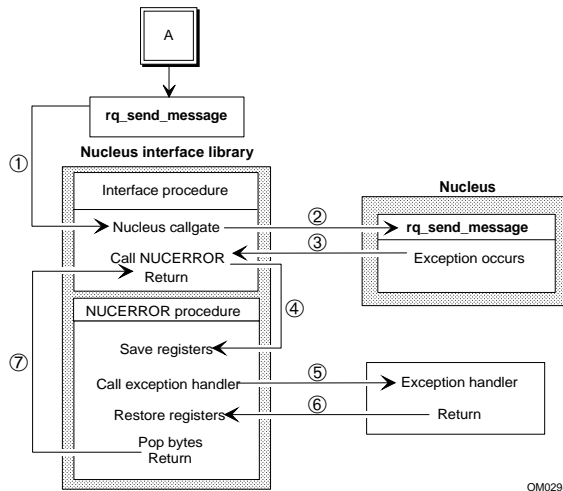 A
rq_send_message
①
Nucleus interface library
Interface procedure
Nucleus callgate
②
Nucleus
rq_send_message
③
Exception occurs
Call NUCERROR
Return
④
NUCERROR procedure
⑦
Save registers
Call exception handler
⑤
Exception handler
Restore registers
⑥
Return
Pop bytes
Return
OM029